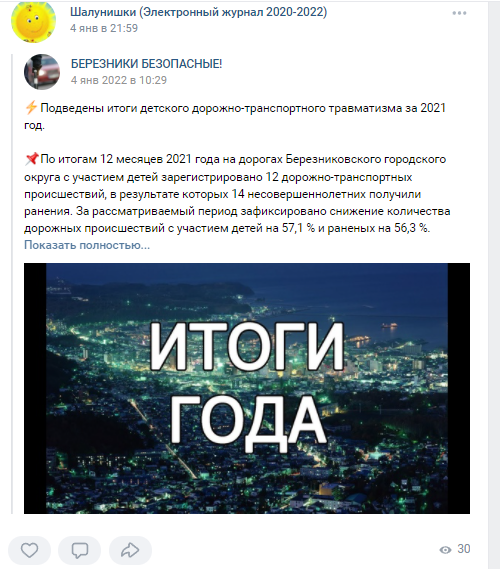 Шалунишки (Электронный журнал 2020-2022)
4 янв в 21:59
БЕРЕЗНИКИ БЕЗОПАСНЫЕ!
4 янв 2022 в 10:29
⚡Подведены итоги детского дорожно-транспортного травматизма за 2021
год.
📌По итогам 12 месяцев 2021 года на дорогах Березниковского городского
округа с участием детей зарегистрировано 12 дорожно-транспортных
происшествий, в результате которых 14 несовершеннолетних получили
ранения. За рассматриваемый период зафиксировано снижение количества
дорожных происшествий с участием детей на 57,1 % и раненых на 56,3 %.
Показать полностью...
ИТОГИ
ГОДА
30